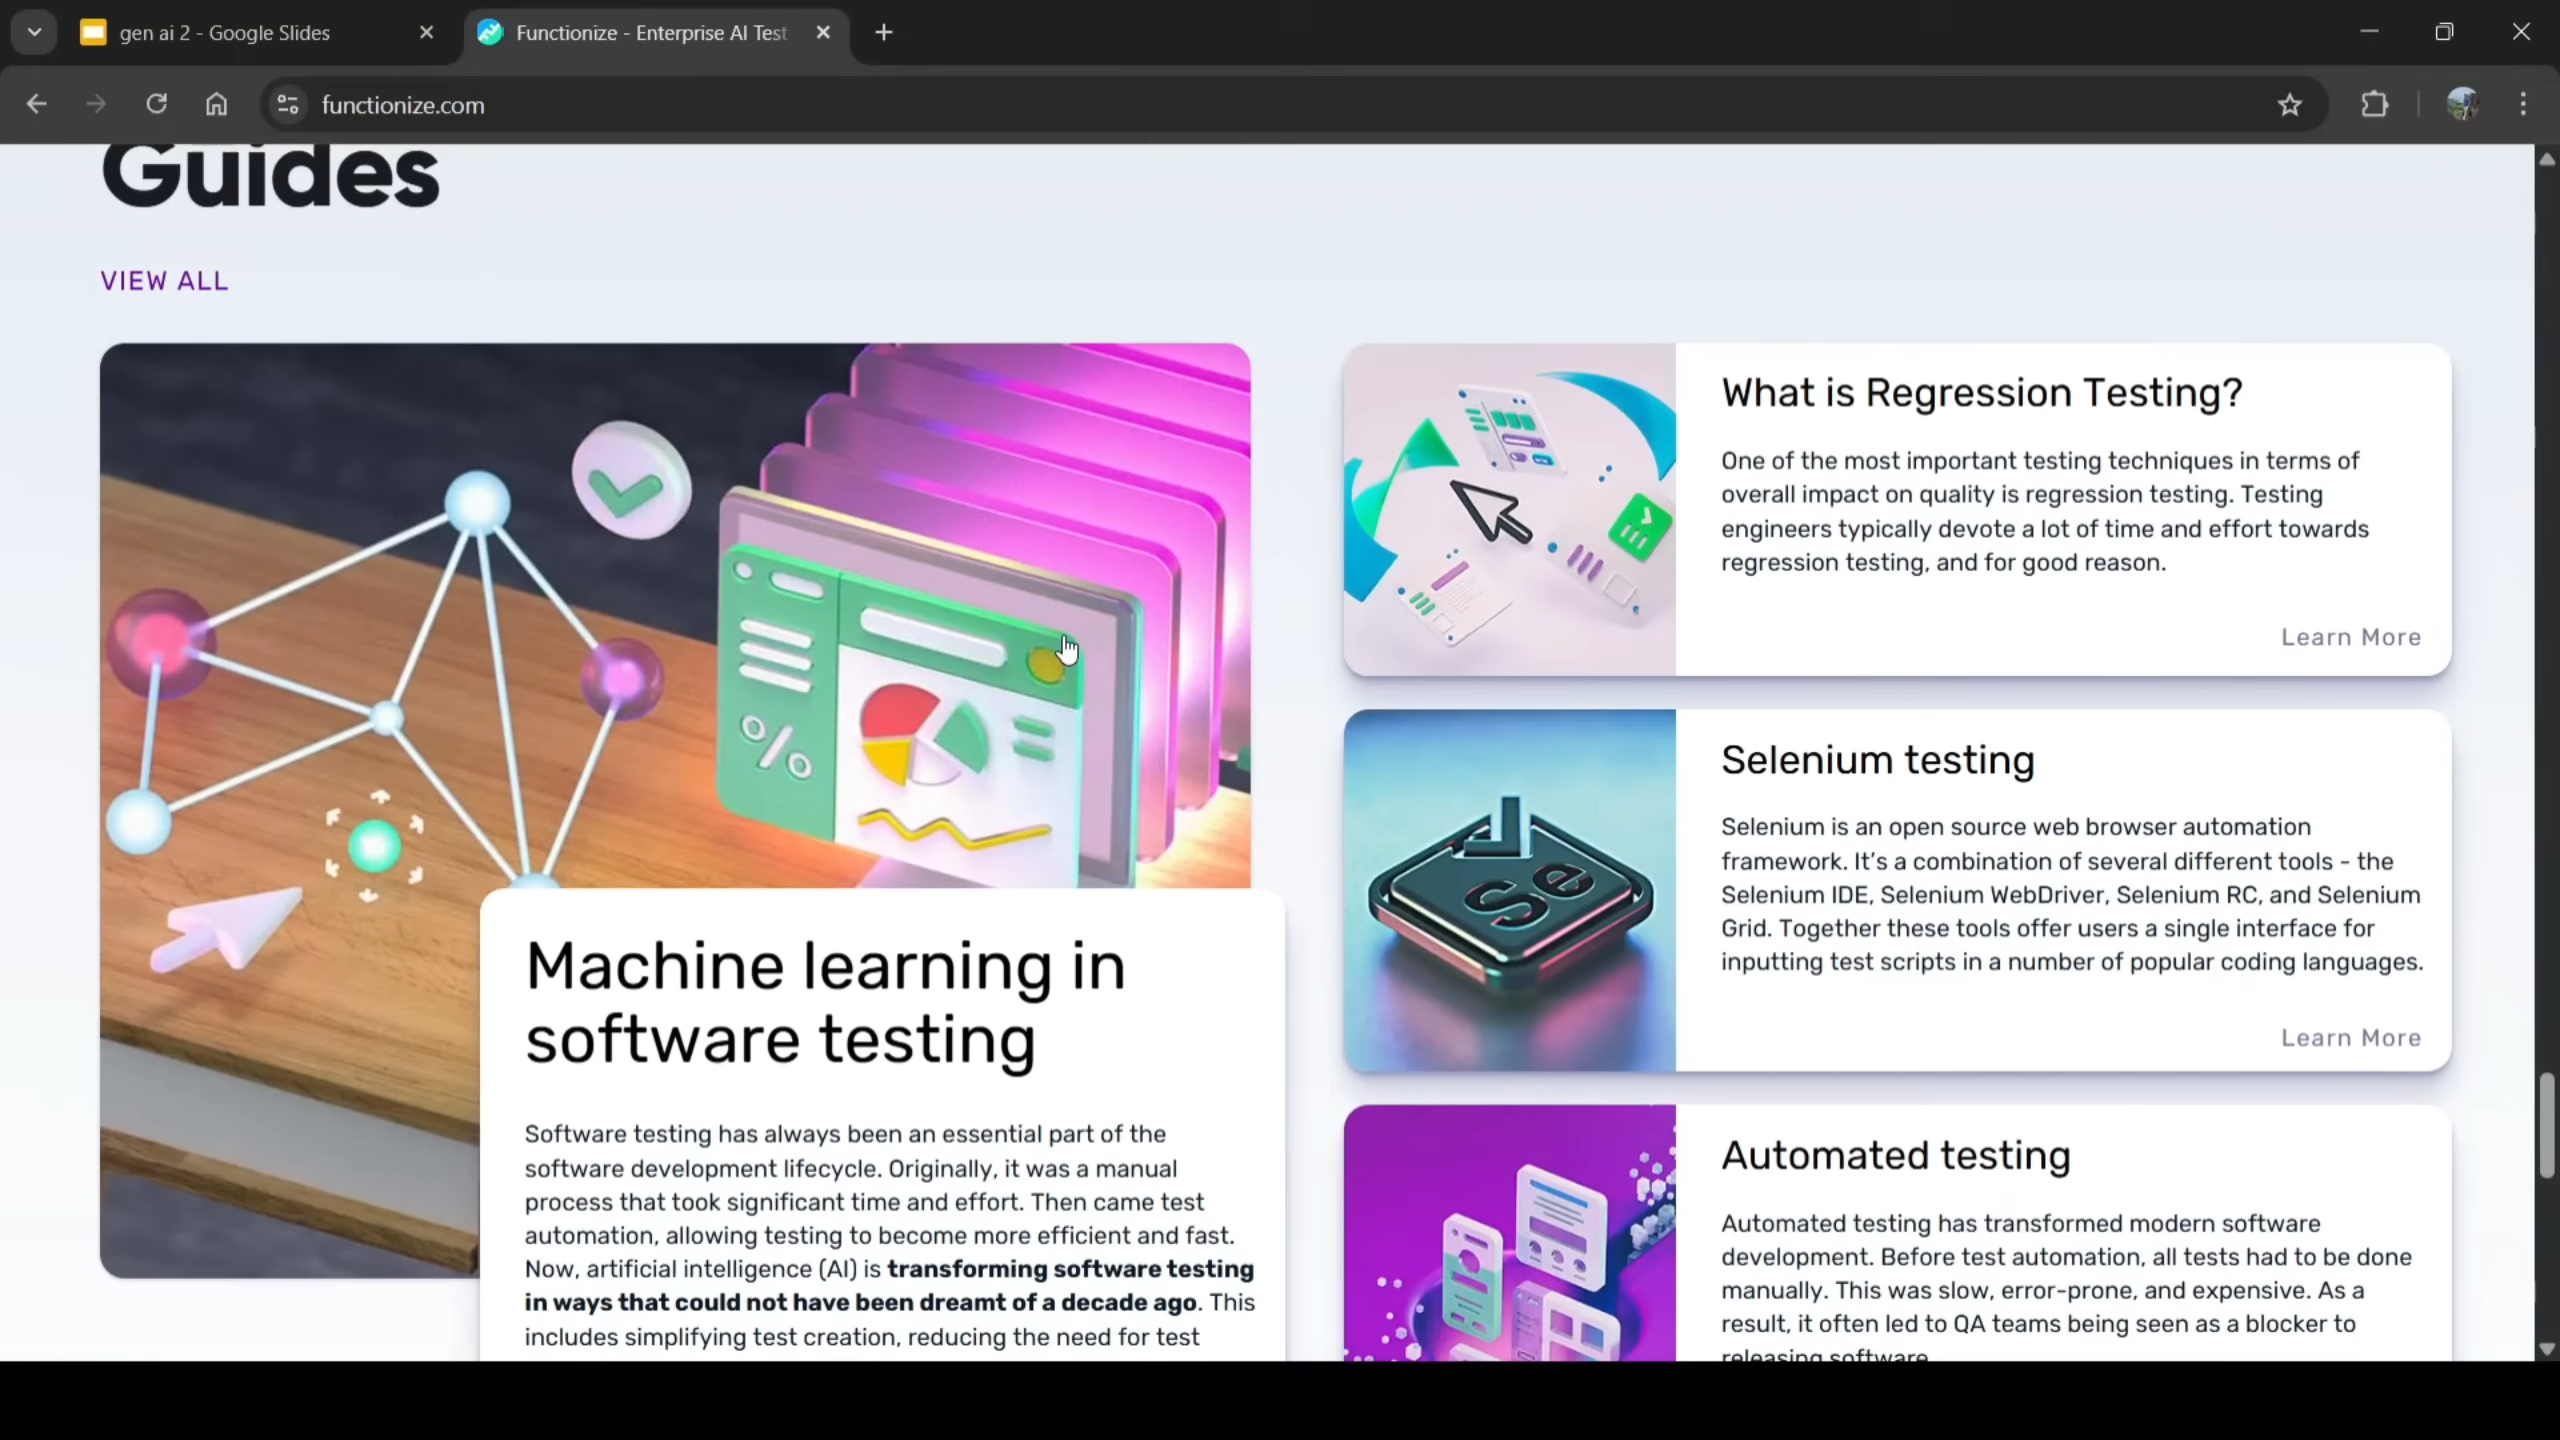 gen ai 2 - Google Slides
Functionize - Enterprise AI Test
functionize.com
Guides
VIEW ALL
Machine learning in
software testing
Software testing has always been an essential part of the
software development lifecycle. Originally, it was a manual
process that took significant time and effort. Then came test
automation, allowing testing to become more efficient and fast.
Now, artificial intelligence (AI) is transforming software testing
in ways that could not have been dreamt of a decade ago. This
includes simplifying test creation, reducing the need for test
What is Regression Testing?
One of the most important testing techniques in terms of
overall impact on quality is regression testing. Testing
engineers typically devote a lot of time and effort towards
regression testing, and for good reason.
Learn More
Se
Selenium testing
Selenium is an open source web browser automation
framework. It's a combination of several different tools - the
Selenium IDE, Selenium WebDriver, Selenium RC, and Selenium
Grid. Together these tools offer users a single interface for
inputting test scripts in a number of popular coding languages.
Learn More
Automated testing
Automated testing has transformed modern software
development. Before test automation, all tests had to be done
manually. This was slow, error-prone, and expensive. As a
result, it often led to QA teams being seen as a blocker to
releasing software.